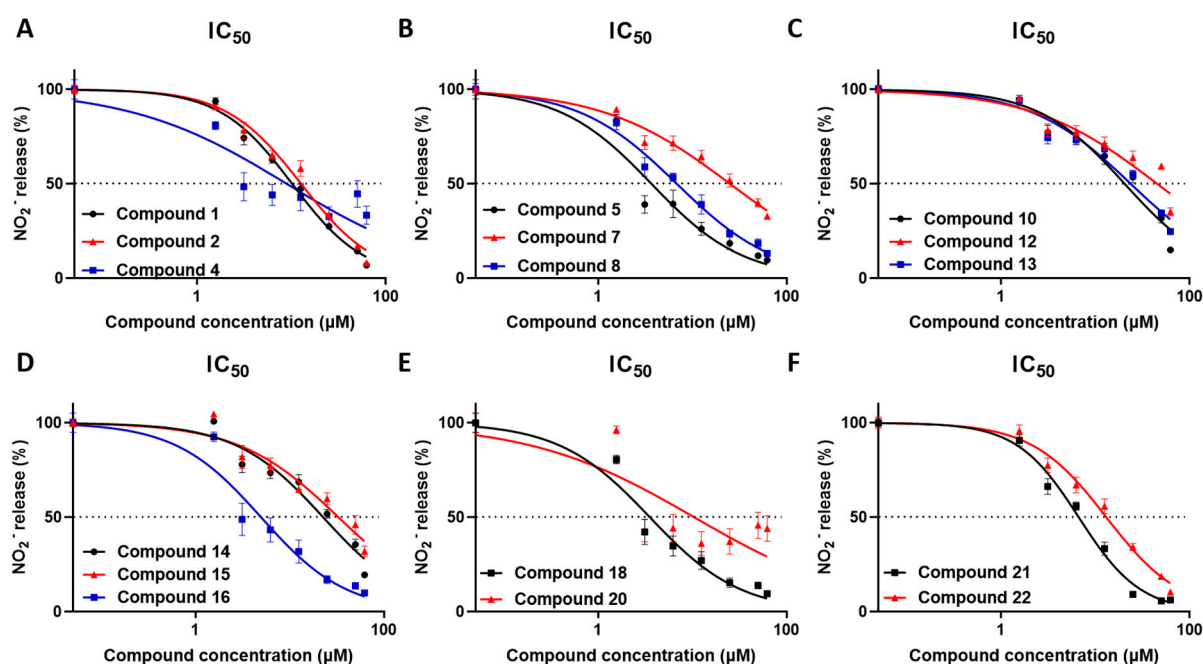 A
IC50
NO2- release (%)
100
50
0
Compound 1
Compound 2
Compound 4
1
100
Compound concentration (µM)
B
IC50
NO2- release (%)
100
50
0
Compound 5
Compound 7
Compound 8
1
100
Compound concentration (µM)
C
IC50
NO2- release (%)
100
50
0
Compound 10
Compound 12
Compound 13
1
100
Compound concentration (µM)
D
IC50
NO2- release (%)
100
50
0
Compound 14
Compound 15
Compound 16
1
100
Compound concentration (µM)
E
IC50
NO2- release (%)
100
50
0
Compound 18
Compound 20
1
100
Compound concentration (µM)
F
IC50
NO2- release (%)
100
50
0
Compound 21
Compound 22
1
100
Compound concentration (µM)